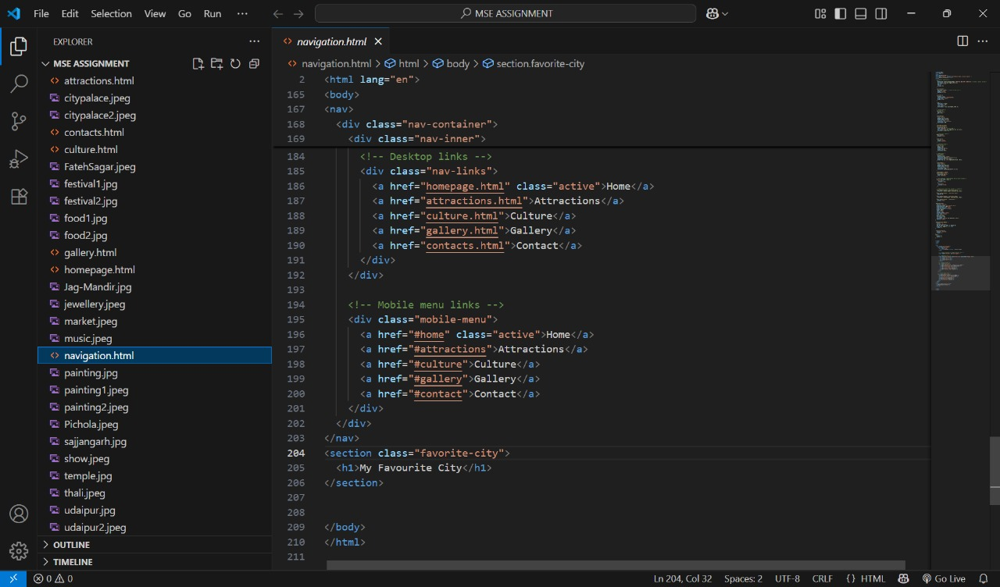 File Edit Selection View Go Run ··· MSE ASSIGNMENT
EXPLORER ···
MSE ASSIGNMENT
attractions.html
citypalace.jpeg
citypalace2.jpeg
contacts.html
culture.html
FatehSagar.jpeg
festival1.jpg
festival2.jpg
food1.jpg
food2.jpg
gallery.html
homepage.html
Jag-Mandir.jpg
jewellery.jpeg
market.jpeg
music.jpeg
navigation.html
painting.jpg
painting1.jpeg
painting2.jpeg
Pichola.jpeg
sajjangarh.jpg
show.jpeg
temple.jpg
thali.jpeg
udaipur.jpg
udaipur2.jpeg
OUTLINE
TIMELINE
navigation.html
navigation.html > html > body > section.favorite-city
2 <html lang="en">
165 <body>
167 <nav>
168 <div class="nav-container">
169 <div class="nav-inner">
184 <!-- Desktop links -->
185 <div class="nav-links">
186 <a href="homepage.html" class="active">Home</a>
187 <a href="attractions.html">Attractions</a>
188 <a href="culture.html">Culture</a>
189 <a href="gallery.html">Gallery</a>
190 <a href="contacts.html">Contact</a>
191 </div>
192 </div>
193
194 <!-- Mobile menu links -->
195 <div class="mobile-menu">
196 <a href="#home" class="active">Home</a>
197 <a href="#attractions">Attractions</a>
198 <a href="#culture">Culture</a>
199 <a href="#gallery">Gallery</a>
200 <a href="#contact">Contact</a>
201 </div>
202 </div>
203 </nav>
204 <section class="favorite-city">
205 <h1>My Favourite City</h1>
206 </section>
207
208
209 </body>
210 </html>
211
0 0 Ln 204, Col 32 Spaces: 2 UTF-8 CRLF {} HTML Go Live